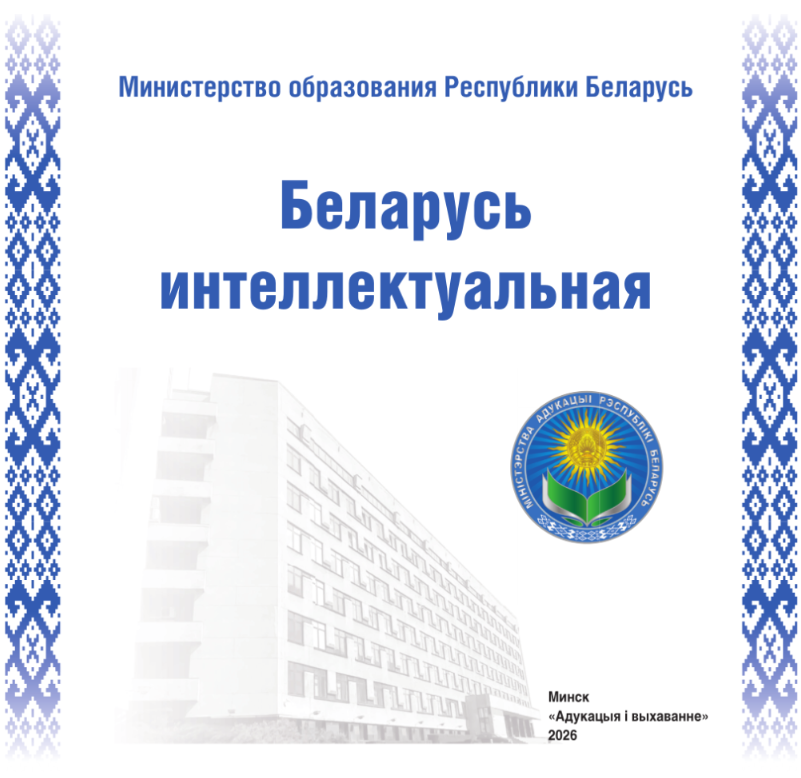 Министерство образования Республики Беларусь
Беларусь
интеллектуальная
МІНІСТЭРСТВА АДУКАЦЫІ РЭСПУБЛІКІ БЕЛАРУСЬ
Минск
«Адукацыя і выхаванне»
2026